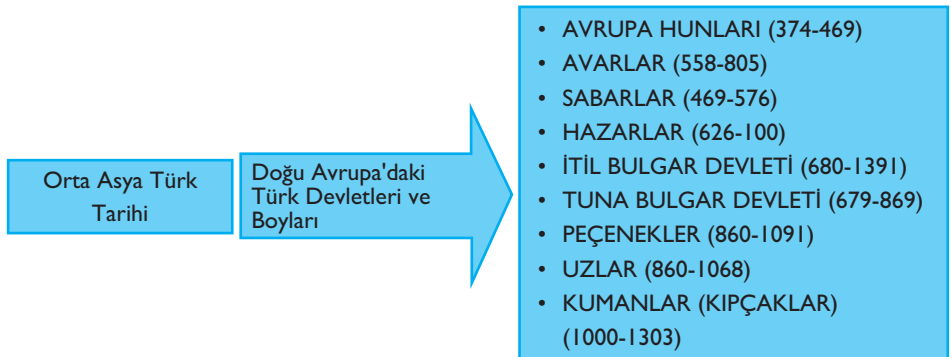 Orta Asya Türk
Tarihi
Doğu Avrupa'daki
Türk Devletleri ve
Boyları
• AVRUPA HUNLARI (374-469)
• AVARLAR (558-805)
• SABARLAR (469-576)
• HAZARLAR (626-100)
• İTİL BULGAR DEVLETİ (680-1391)
• TUNA BULGAR DEVLETİ (679-869)
• PEÇENEKLER (860-1091)
• UZLAR (860-1068)
• KUMANLAR (KIPÇAKLAR)
(1000-1303)